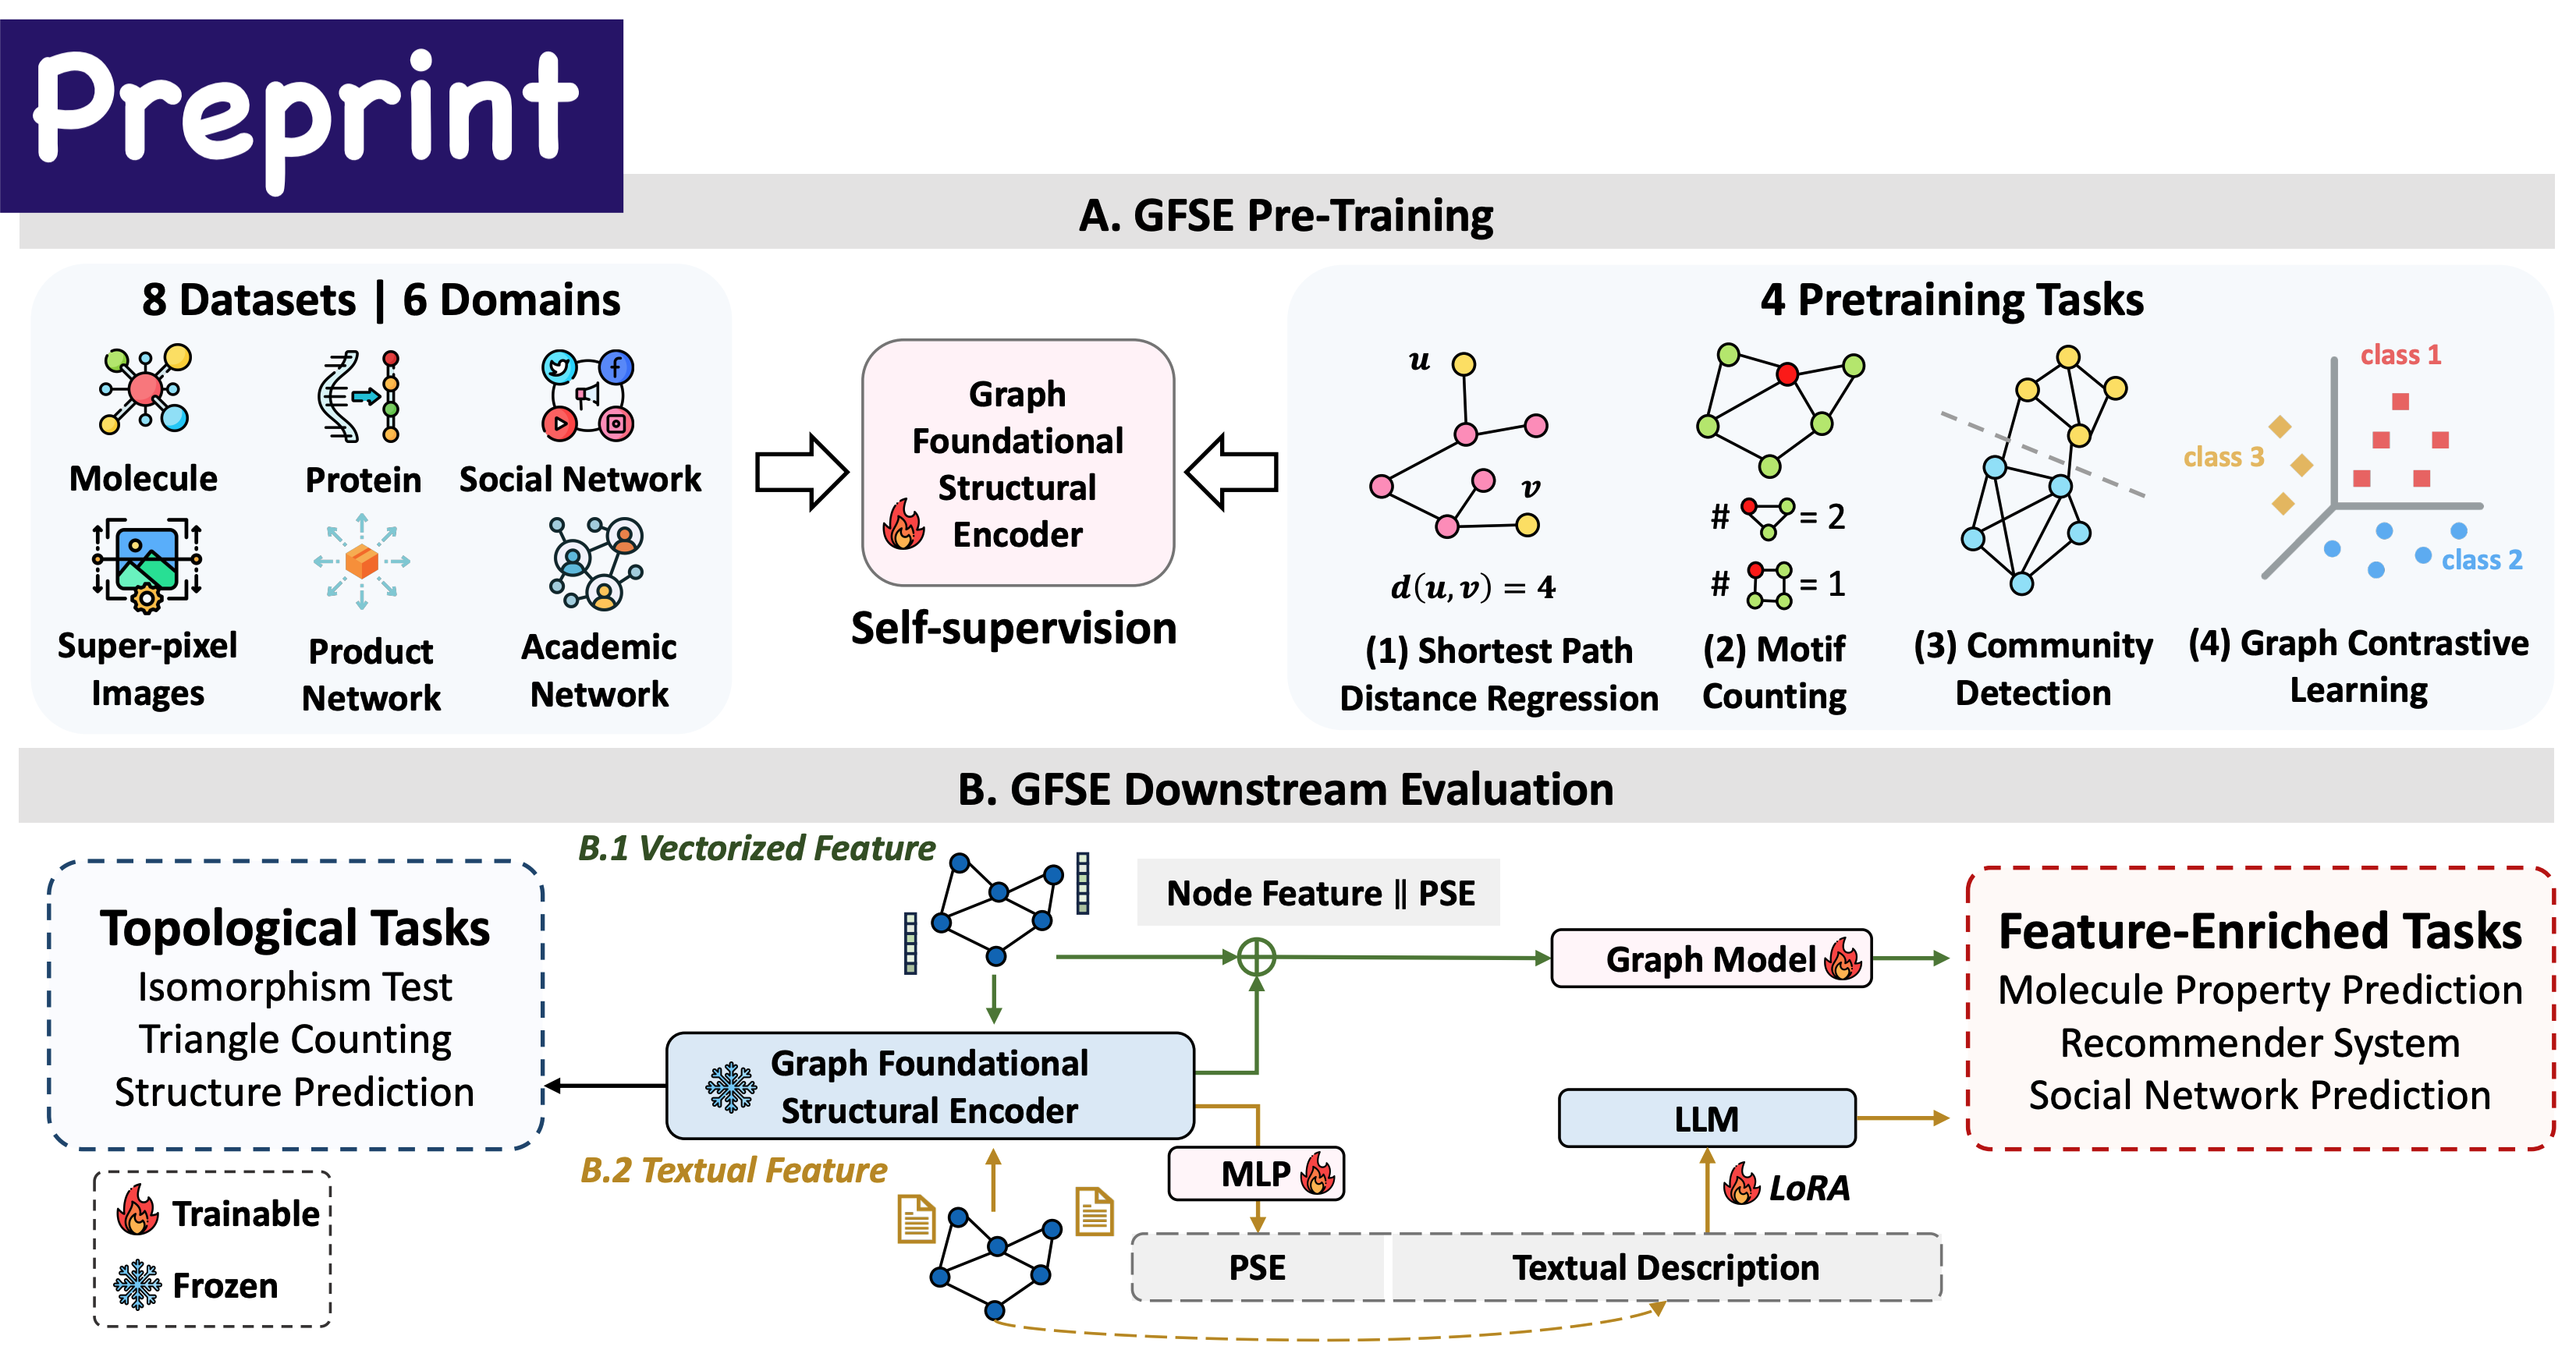 Preprint
A. GFSE Pre-Training
8 Datasets | 6 Domains
Molecule
Protein
Social Network
Super-pixel
Images
Product
Network
Academic
Network
Graph
Foundational
Structural
Encoder
Self-supervision
4 Pretraining Tasks
u
v
d(u, v) = 4
(1) Shortest Path
Distance Regression
# = 2
# = 1
(2) Motif
Counting
(3) Community
Detection
class 1
class 3
class 2
(4) Graph Contrastive
Learning
B. GFSE Downstream Evaluation
Topological Tasks
Isomorphism Test
Triangle Counting
Structure Prediction
Trainable
Frozen
B.1 Vectorized Feature
Node Feature || PSE
Graph Model
Graph Foundational
Structural Encoder
B.2 Textual Feature
MLP
LLM
LoRA
PSE
Textual Description
Feature-Enriched Tasks
Molecule Property Prediction
Recommender System
Social Network Prediction